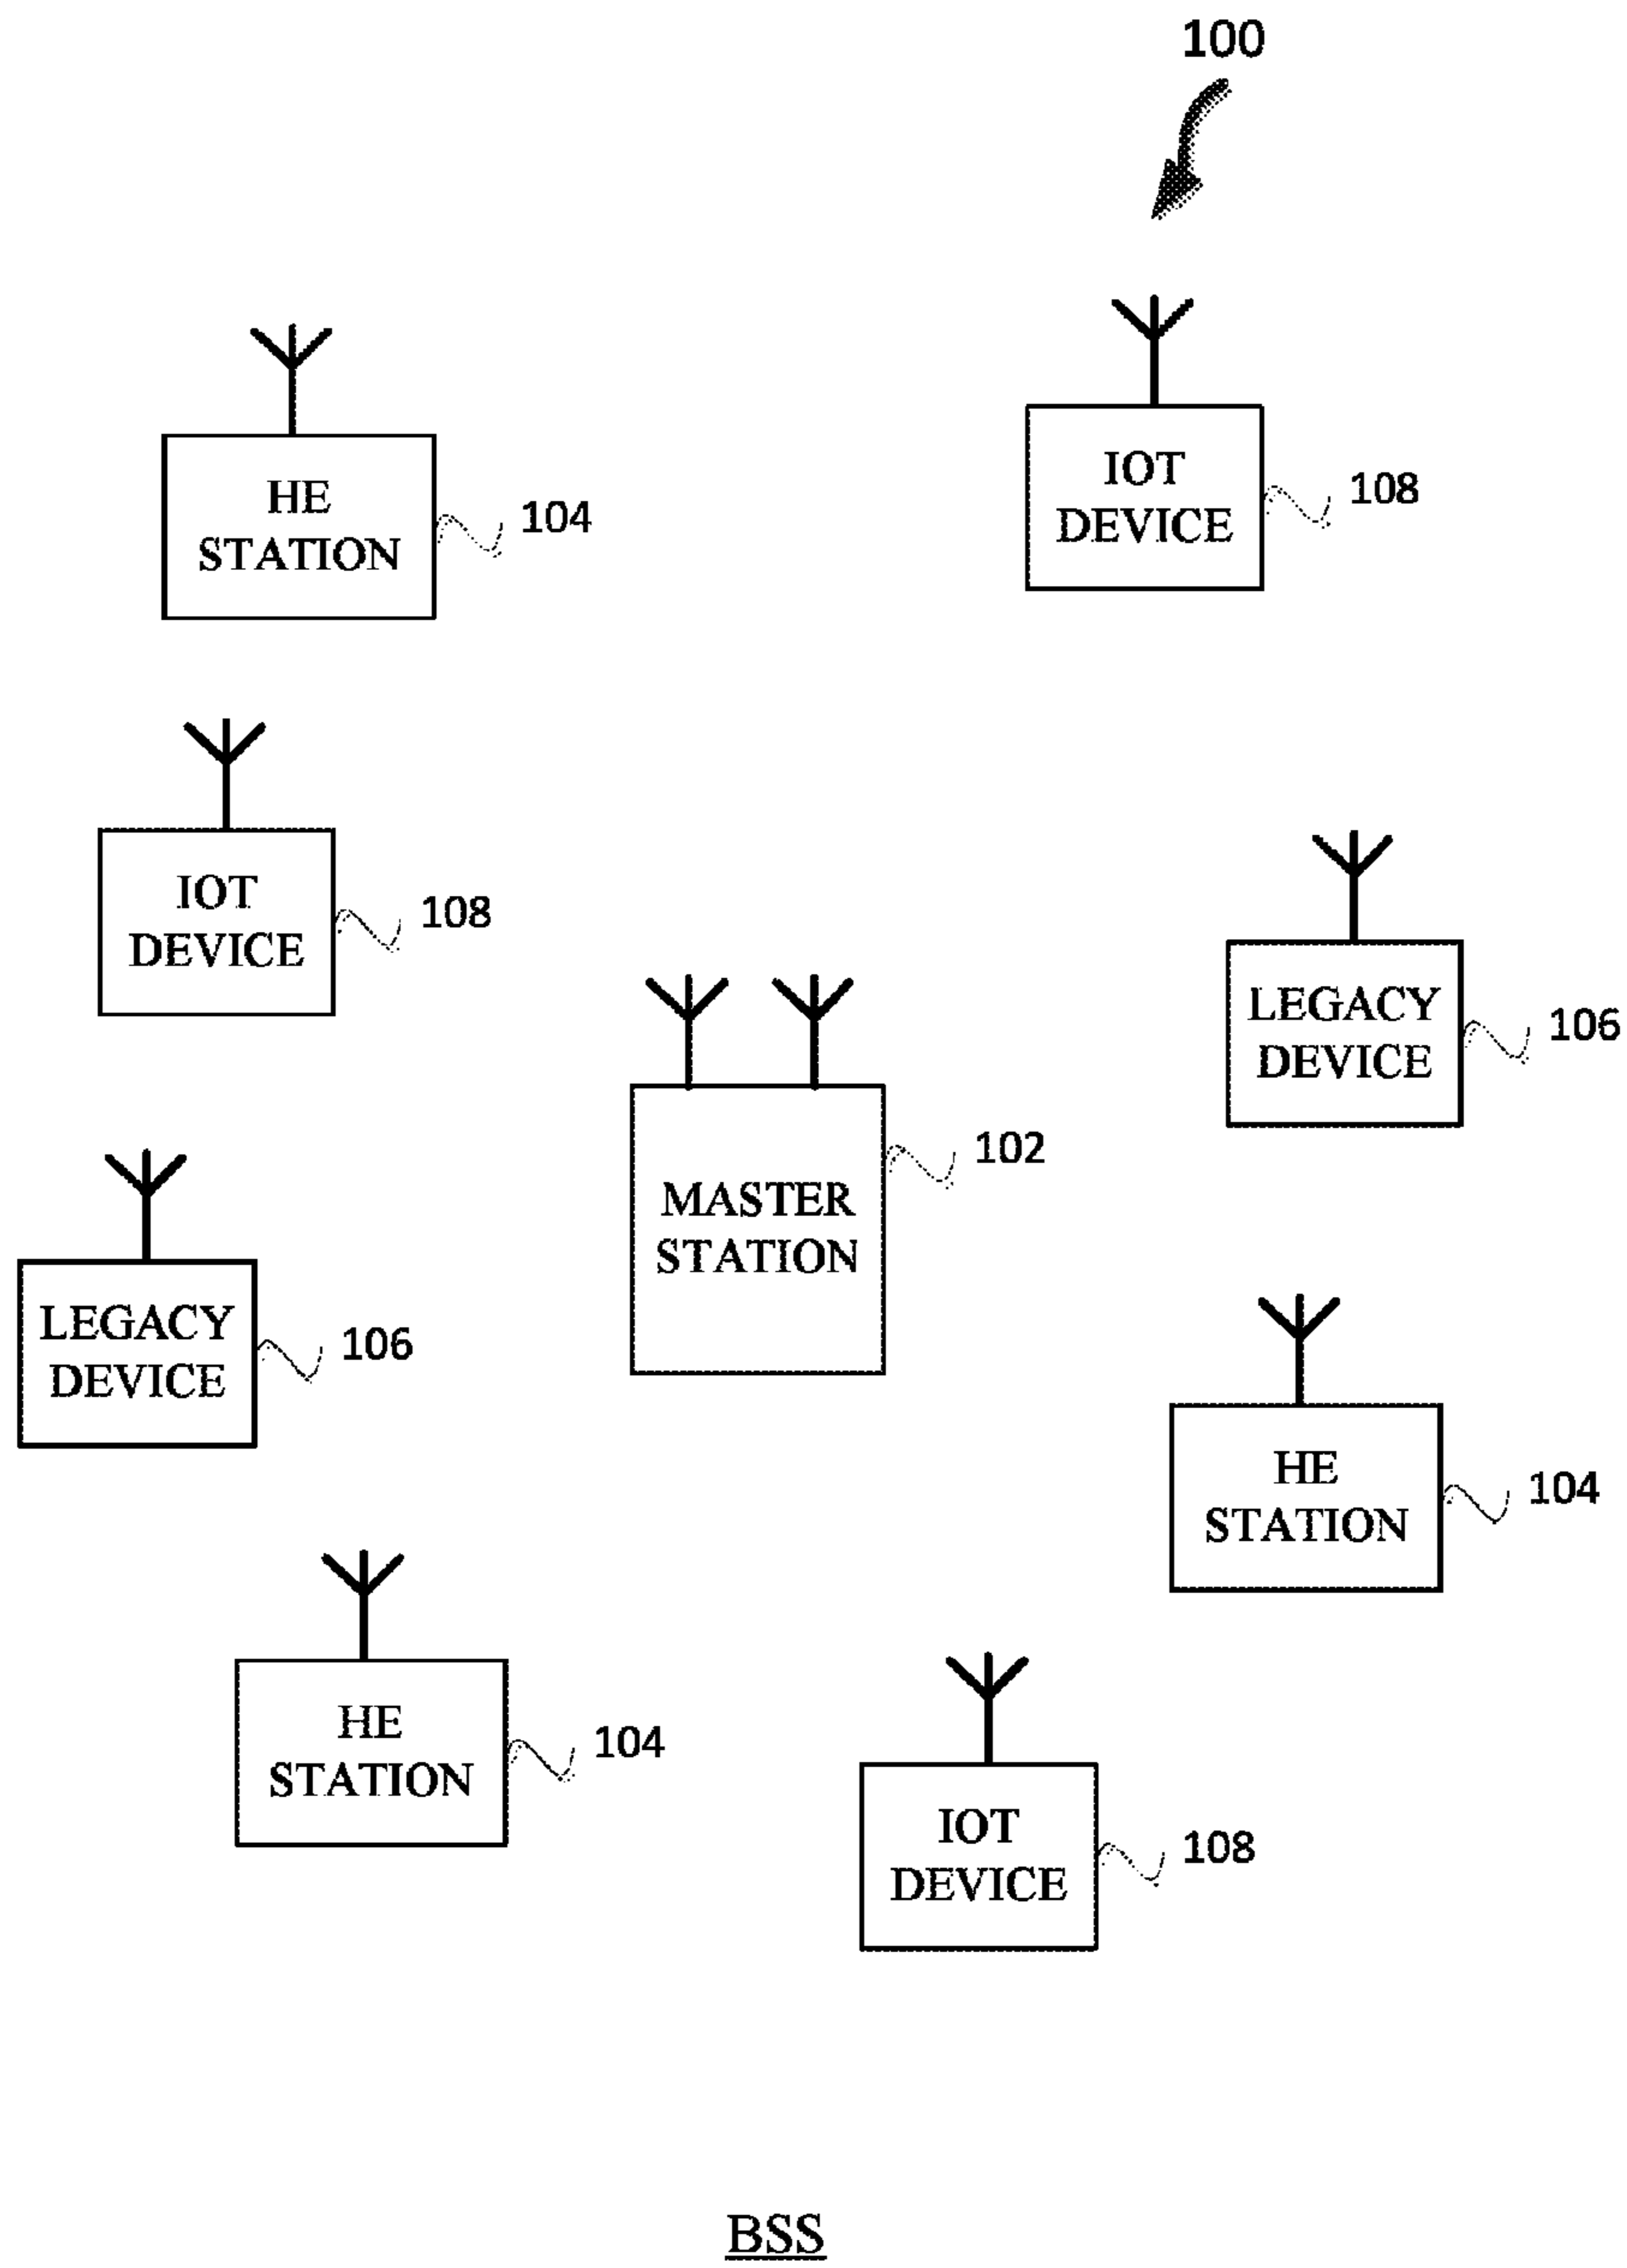 100
HE
STATION
104
IOT
DEVICE
108
IOT
DEVICE
108
LEGACY
DEVICE
106
MASTER
STATION
102
LEGACY
DEVICE
106
HE
STATION
104
HE
STATION
104
IOT
DEVICE
108
BSS